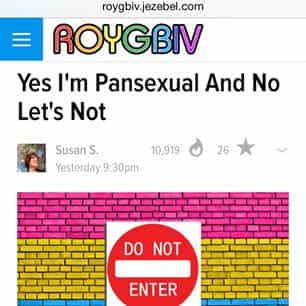 roygbiv.jezebel.com
ROYGBIV
Yes I'm Pansexual And No
Let's Not
Susan S.
10,919
26
Yesterday 9:30pm
DO NOT
ENTER